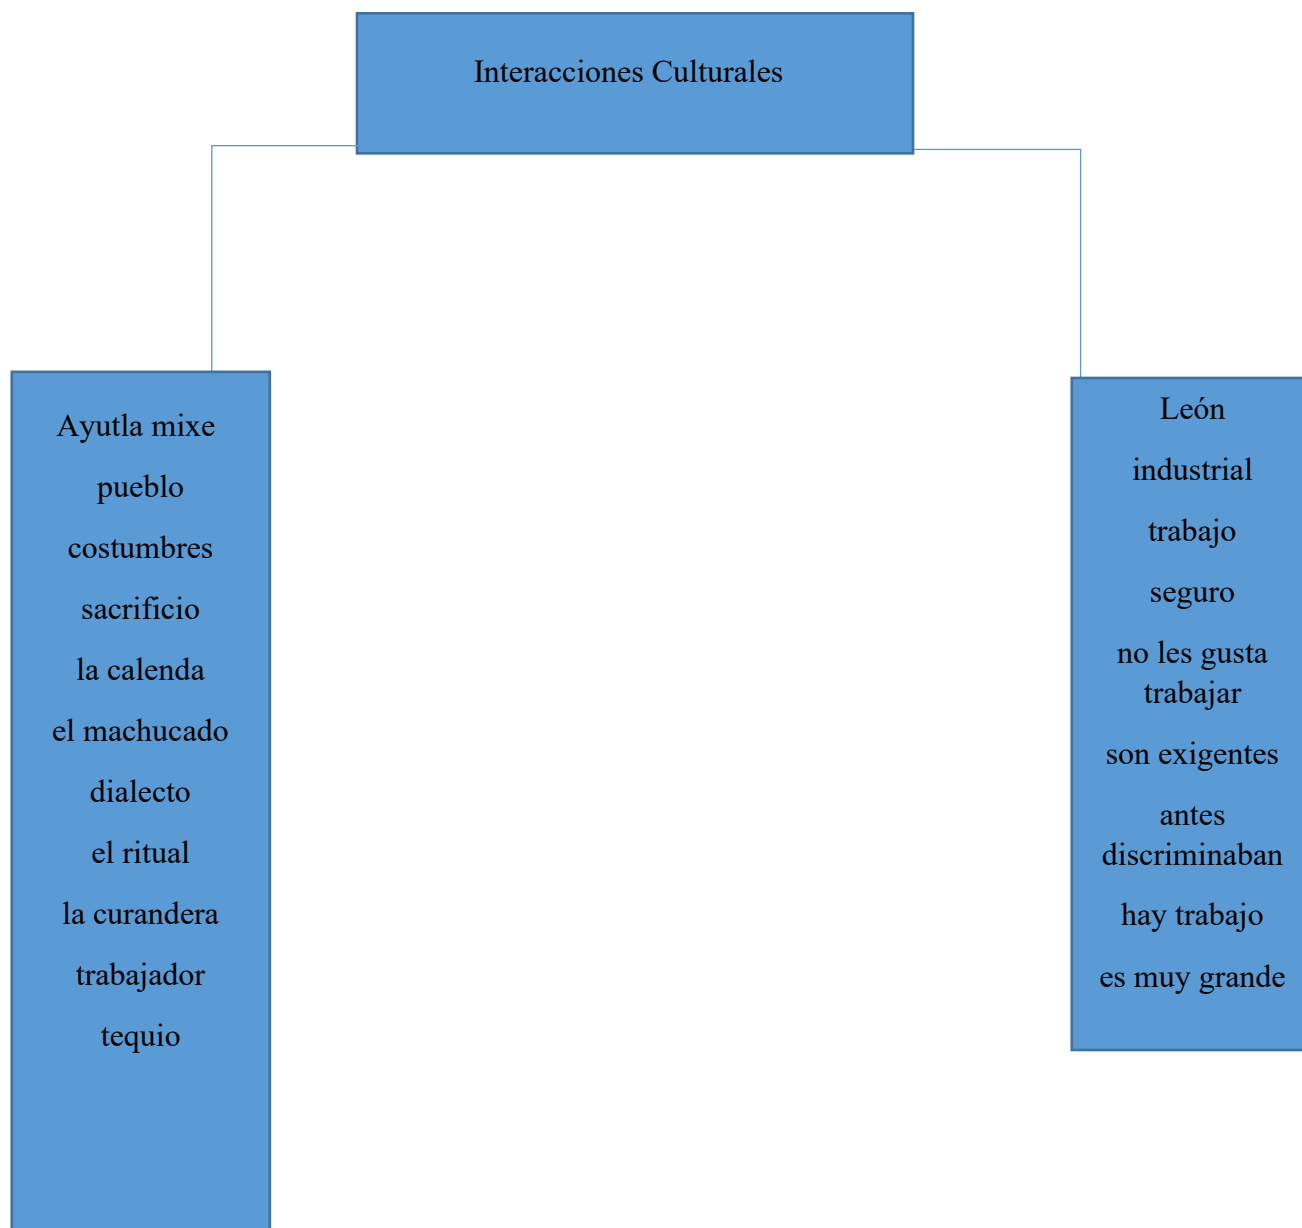 Interacciones Culturales
Ayutla mixe
pueblo
costumbres
sacrificio
la calenda
el machucado
dialecto
el ritual
la curandera
trabajador
tequio
León
industrial
trabajo
seguro
no les gusta
trabajar
son exigentes
antes
discriminaban
hay trabajo
es muy grande